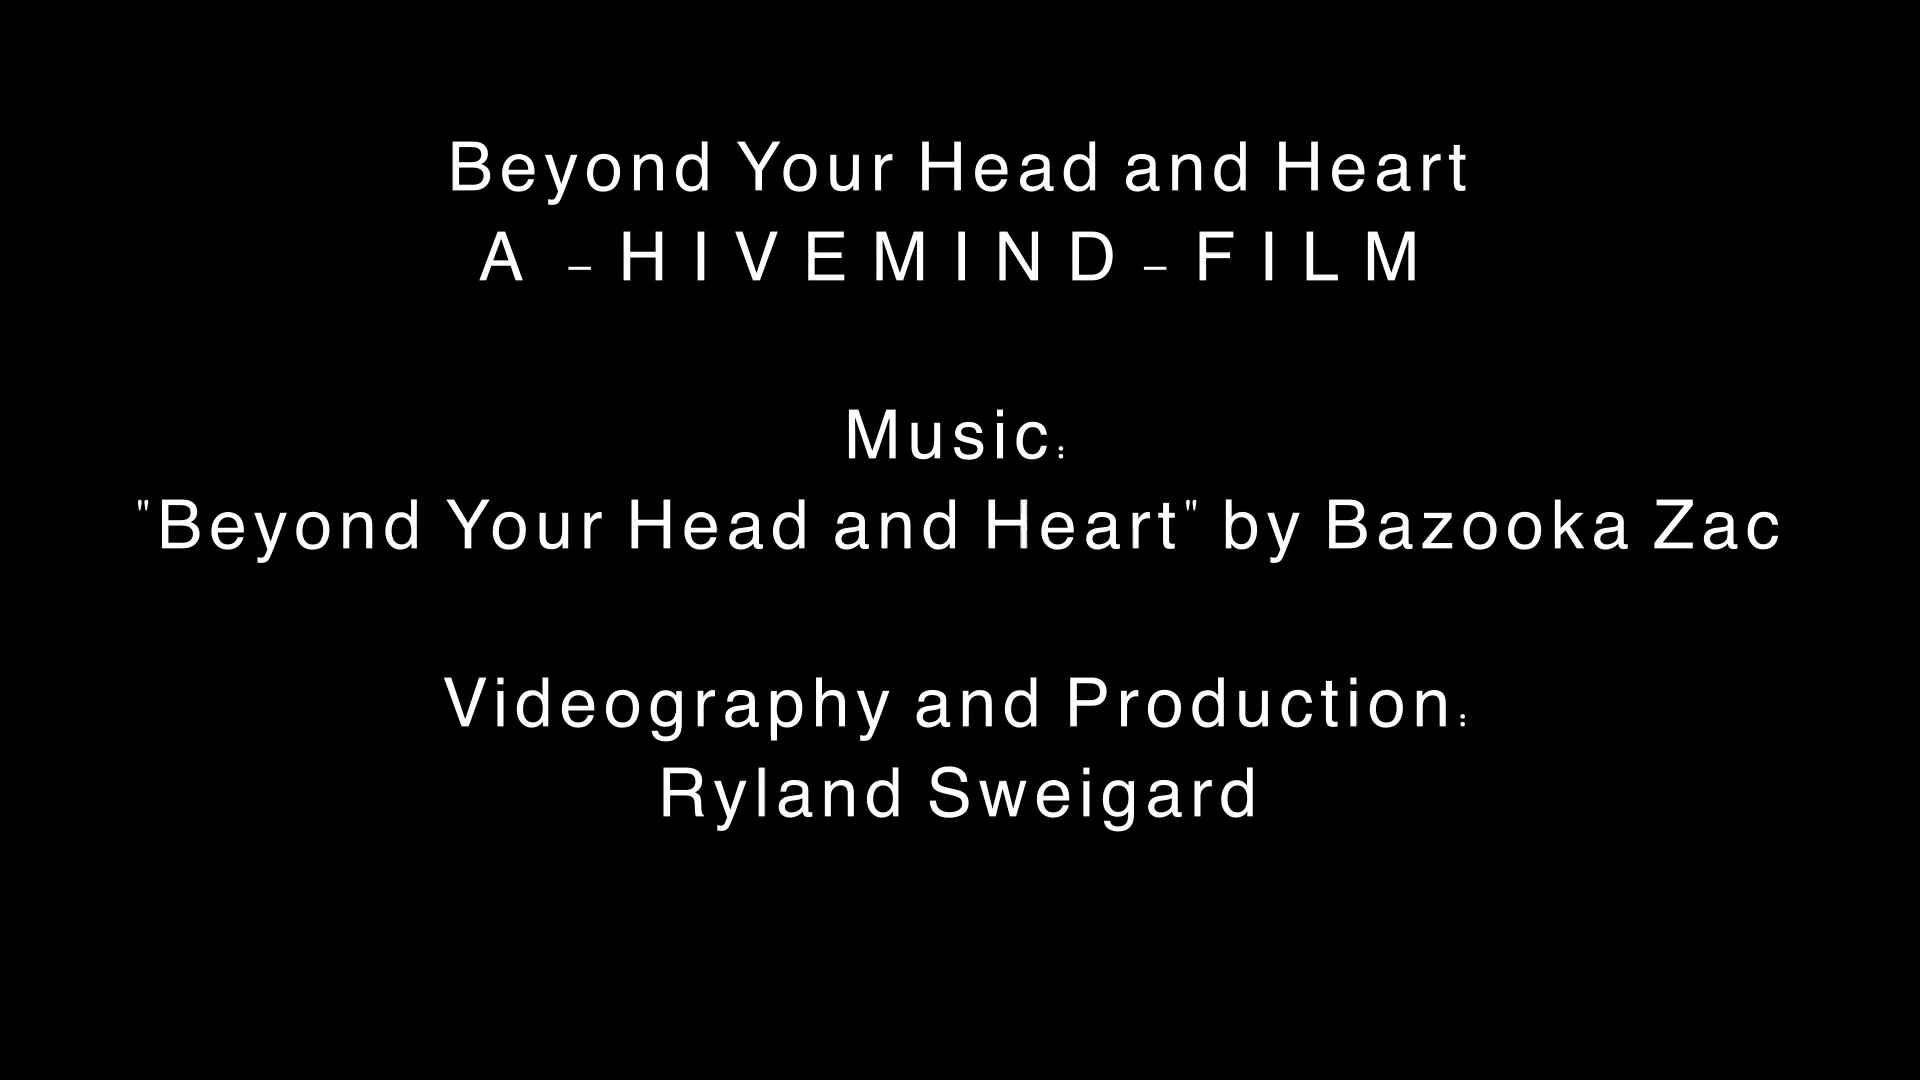 Beyond Your Head and Heart
A - H I V E M I N D - F I L M
Music:
"Beyond Your Head and Heart" by Bazooka Zac
Videography and Production:
Ryland Sweigard